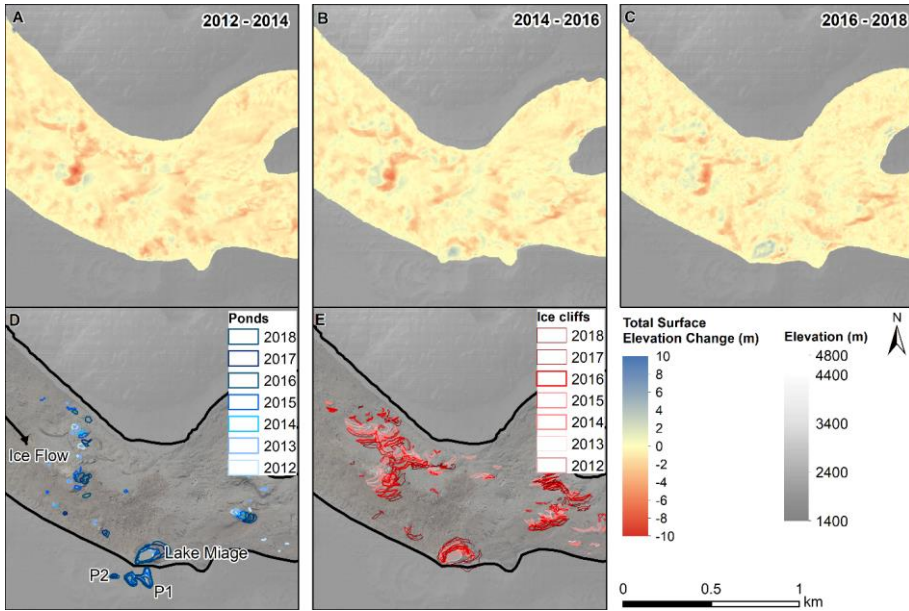 A
2012 - 2014
B
2014 - 2016
C
2016 - 2018
D
Ponds
2018
2017
2016
2015
2014
2013
2012
Ice Flow
Lake Miage
P2
P1
E
Ice cliffs
2018
2017
2016
2015
2014
2013
2012
Total Surface
Elevation Change (m)
10
8
6
4
2
0
-2
-4
-6
-8
-10
Elevation (m)
4800
4400
3400
2400
1400
N
0
0.5
1
km